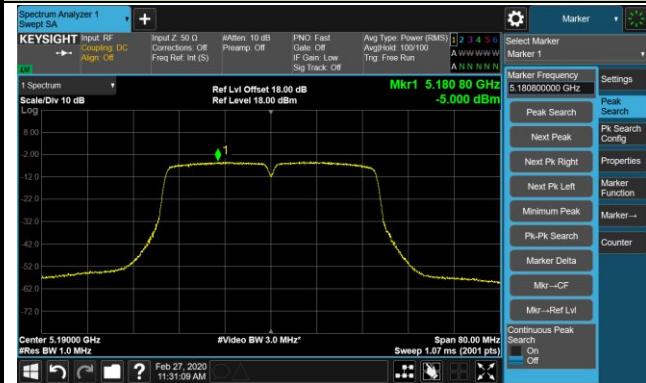 Spectrum Analyzer 1
Swept SA
Marker
KEYSIGHT
Input: RF
Coupling: DC
Align: Off
Input Z: 50 Ω
Corrections: Off
Freq Ref: Int (S)
#Atten: 10 dB
Preamp: Off
PNO: Fast
Gate: Off
IF Gain: Low
Sig Track: Off
Avg Type: Power (RMS)
Avg|Hold: 100/100
Trig: Free Run
1 2 3 4 5 6
A W W W W W
A N N N N N
LV
Select Marker
Marker 1
1 Spectrum
Scale/Div 10 dB
Log
Ref Lvl Offset 18.00 dB
Ref Level 18.00 dBm
Mkr1 5.180 80 GHz
-5.000 dBm
8.00
-2.00
-12.0
-22.0
-32.0
-42.0
-52.0
-62.0
-72.0
1
Center 5.19000 GHz
#Res BW 1.0 MHz
#Video BW 3.0 MHz*
Span 80.00 MHz
Sweep 1.07 ms (2001 pts)
Marker Frequency
5.180800000 GHz
Peak Search
Next Peak
Next Pk Right
Next Pk Left
Minimum Peak
Pk-Pk Search
Marker Delta
Mkr→CF
Mkr→Ref Lvl
Continuous Peak
Search
On
Off
Settings
Peak
Search
Pk Search
Config
Properties
Marker
Function
Marker→
Counter
?
Feb 27, 2020
11:31:09 AM